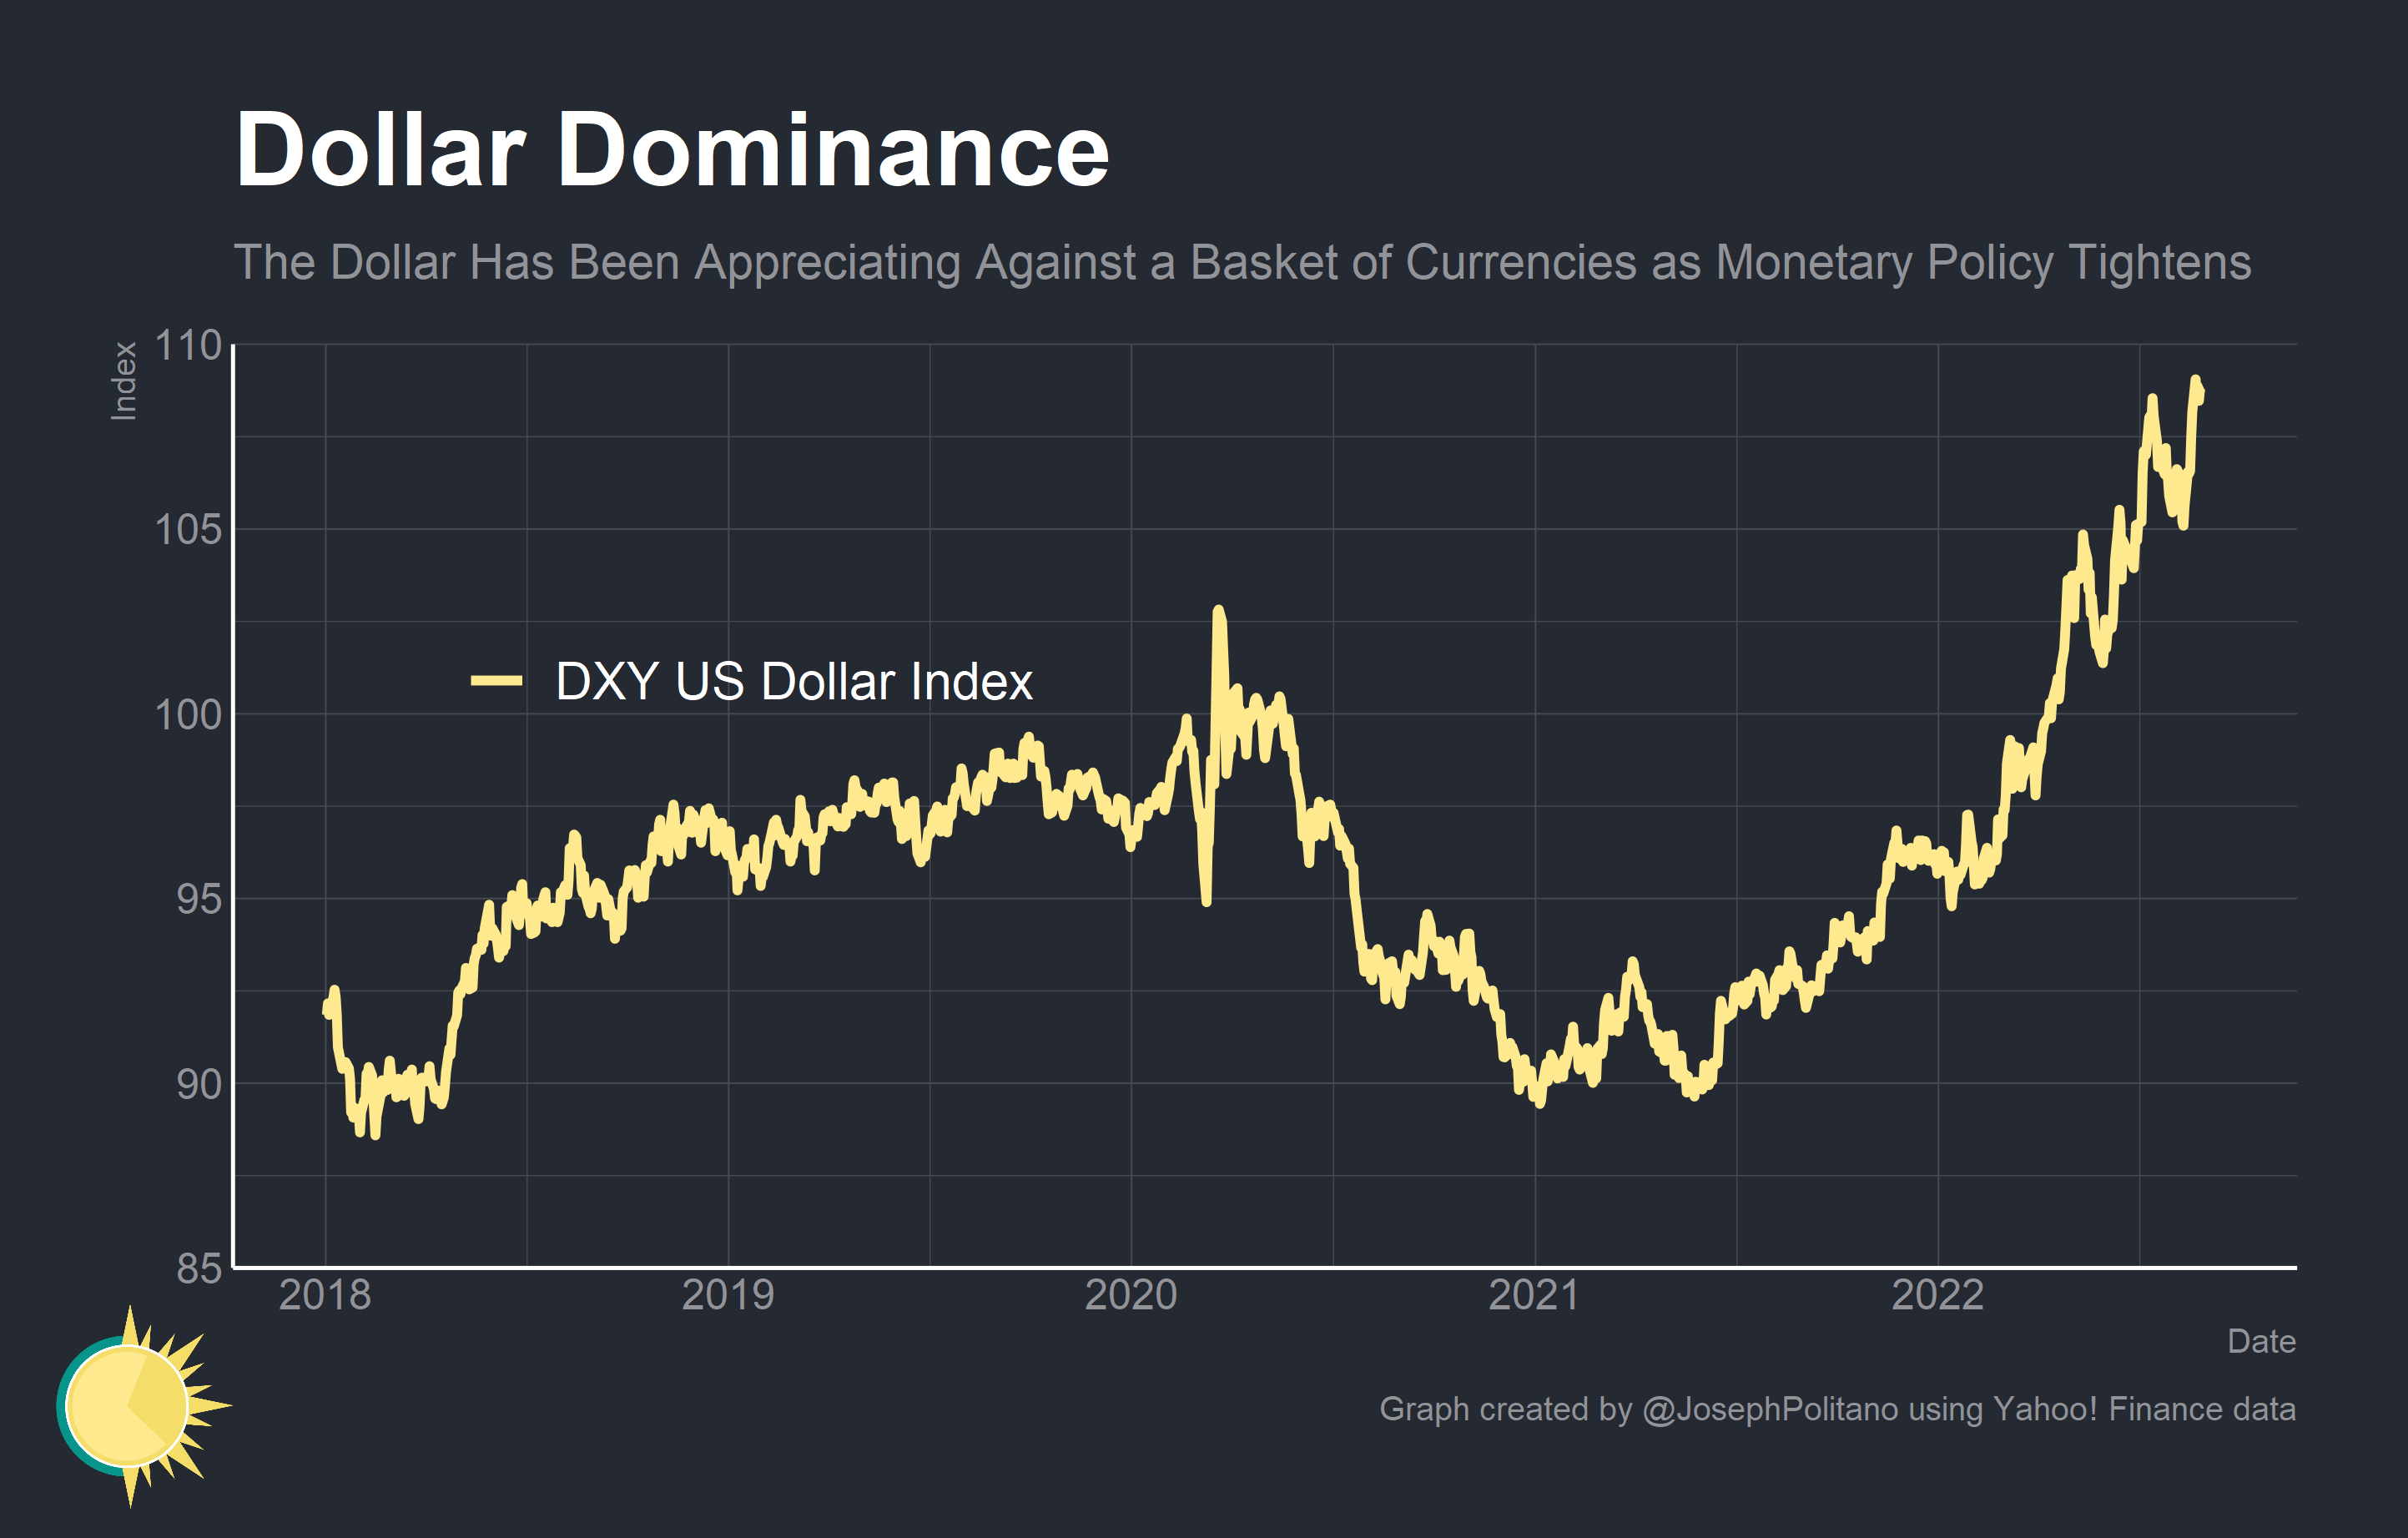 Dollar Dominance
The Dollar Has Been Appreciating Against a Basket of Currencies as Monetary Policy Tightens
Index
110
105
100
95
90
85
DXY US Dollar Index
2018 2019 2020 2021 2022
Date
Graph created by @JosephPolitano using Yahoo! Finance data